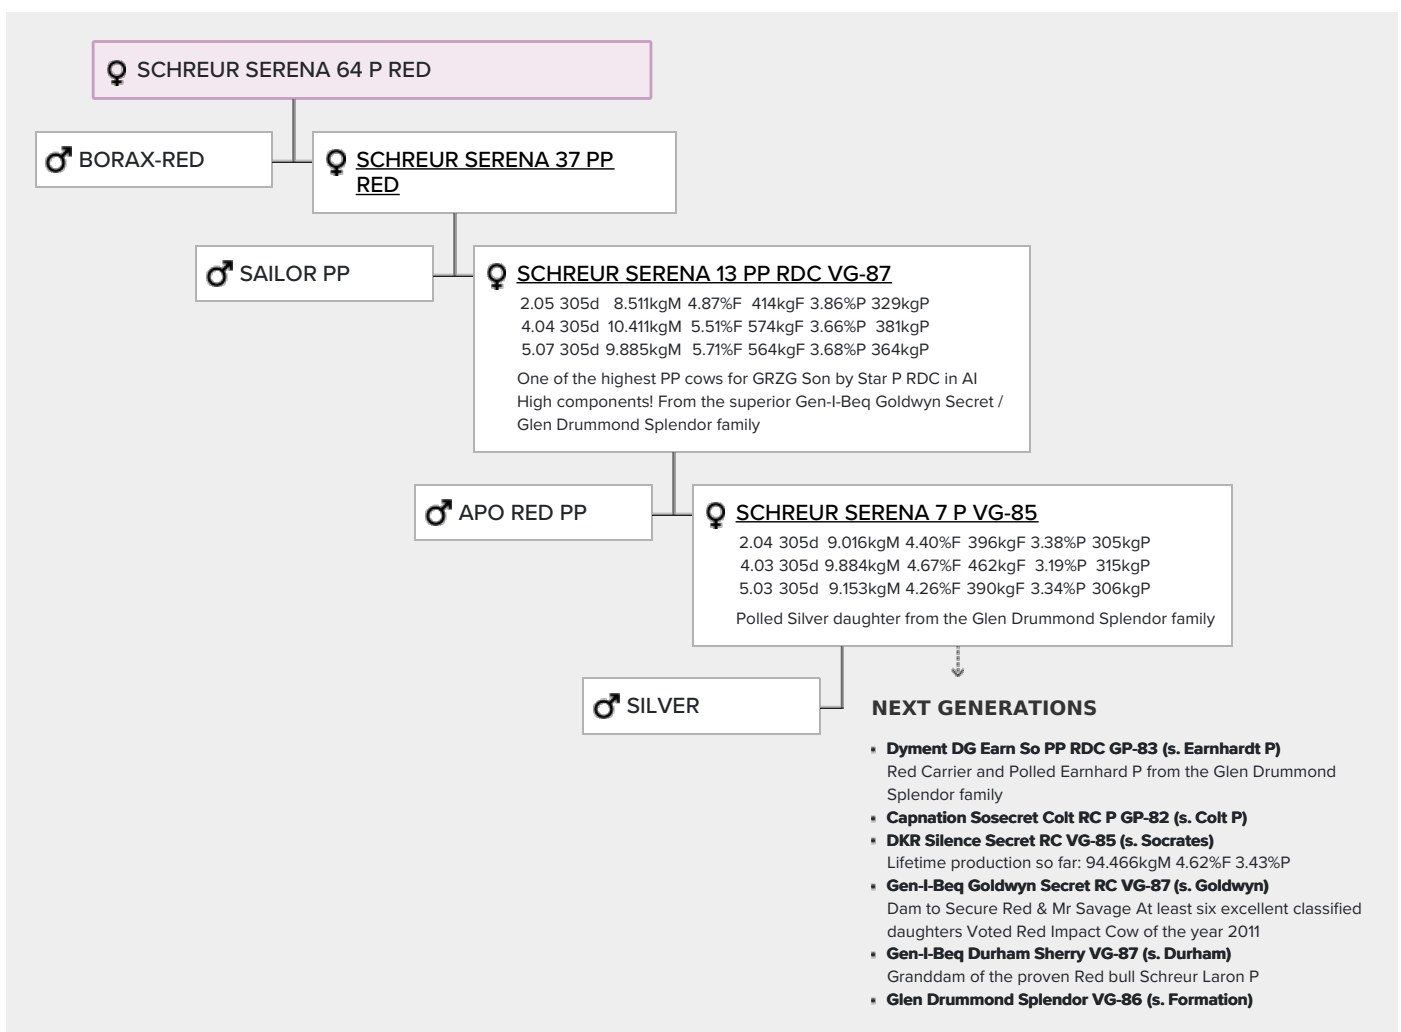 SCHREUR SERENA 64 P RED
BORAX-RED
SCHREUR SERENA 37 PP
RED
SAILOR PP
SCHREUR SERENA 13 PP RDC VG-87
2.05 305d 8.511kgM 4.87%F 414kgF 3.86%P 329kgP
4.04 305d 10.411kgM 5.51%F 574kgF 3.66%P 381kgP
5.07 305d 9.885kgM 5.71%F 564kgF 3.68%P 364kgP
One of the highest PP cows for GRZG Son by Star P RDC in AI
High components! From the superior Gen-I-Beq Goldwyn Secret /
Glen Drummond Splendor family
APO RED PP
SCHREUR SERENA 7 P VG-85
2.04 305d 9.016kgM 4.40%F 396kgF 3.38%P 305kgP
4.03 305d 9.884kgM 4.67%F 462kgF 3.19%P 315kgP
5.03 305d 9.153kgM 4.26%F 390kgF 3.34%P 306kgP
Polled Silver daughter from the Glen Drummond Splendor family
SILVER
NEXT GENERATIONS
Dyment DG Earn So PP RDC GP-83 (s. Earnhardt P)
Red Carrier and Polled Earnhard P from the Glen Drummond
Splendor family
Capnation Sosecret Colt RC P GP-82 (s. Colt P)
DKR Silence Secret RC VG-85 (s. Socrates)
Lifetime production so far: 94.466kgM 4.62%F 3.43%P
Gen-I-Beq Goldwyn Secret RC VG-87 (s. Goldwyn)
Dam to Secure Red & Mr Savage At least six excellent classified
daughters Voted Red Impact Cow of the year 2011
Gen-I-Beq Durham Sherry VG-87 (s. Durham)
Granddam of the proven Red bull Schreur Laron P
Glen Drummond Splendor VG-86 (s. Formation)